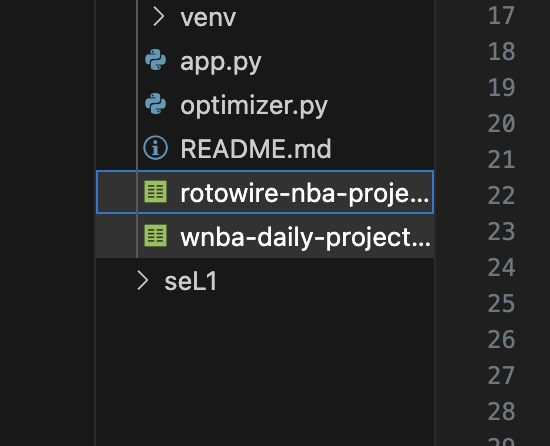 venv
app.py
optimizer.py
README.md
rotowire-nba-proje...
wnba-daily-project...
seL1
17
18
19
20
21
22
23
24
25
26
27
28